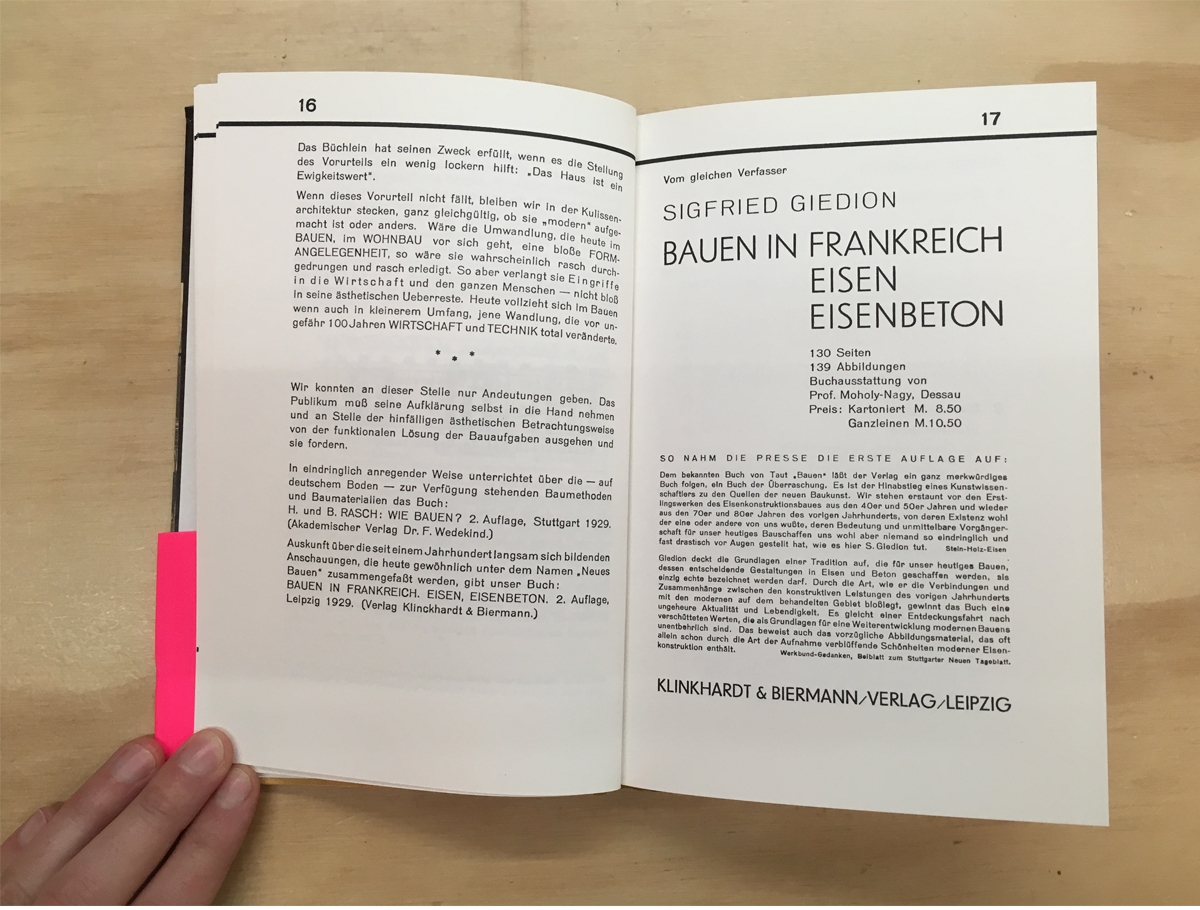 16
Das Büchlein hat seinen Zweck erfüllt, wenn es die Stellung
des Vorurteils ein wenig lockern hilft: „Das Haus ist ein
Ewigkeitswert".
Wenn dieses Vorurteil nicht fällt, bleiben wir in der Kulissen-
architektur stecken, ganz gleichgültig, ob sie „modern" aufge-
macht ist oder anders. Wäre die Umwandlung, die heute im
BAUEN, im WOHNBAU vor sich geht, eine bloße FORM-
ANGELEGENHEIT, so wäre sie wahrscheinlich rasch durch-
gedrungen und rasch erledigt. So aber verlangt sie Eingriffe
in die Wirtschaft und den ganzen Menschen — nicht bloß
in seine ästhetischen Ueberreste. Heute vollzieht sich im Bauen
wenn auch in kleinerem Umfang, jene Wandlung, die vor un-
gefähr 100 Jahren WIRTSCHAFT und TECHNIK total veränderte.
* * *
Wir konnten an dieser Stelle nur Andeutungen geben. Das
Publikum muß seine Aufklärung selbst in die Hand nehmen
und an Stelle der hinfälligen ästhetischen Betrachtungsweise
von der funktionalen Lösung der Bauaufgaben ausgehen und
sie fordern.
In eindringlich anregender Weise unterrichtet über die — auf
deutschem Boden — zur Verfügung stehenden Baumethoden
und Baumaterialien das Buch:
H. und B. RASCH: WIE BAUEN? 2. Auflage, Stuttgart 1929.
(Akademischer Verlag Dr. F. Wedekind.)
Auskunft über die seit einem Jahrhundert langsam sich bildenden
Anschauungen, die heute gewöhnlich unter dem Namen „Neues
Bauen" zusammengefaßt werden, gibt unser Buch:
BAUEN IN FRANKREICH. EISEN, EISENBETON. 2. Auflage,
Leipzig 1929. (Verlag Klinckhardt & Biermann.)
17
Vom gleichen Verfasser
SIGFRIED GIEDION
BAUEN IN FRANKREICH
EISEN
EISENBETON
130 Seiten
139 Abbildungen
Buchausstattung von
Prof. Moholy-Nagy, Dessau
Preis: Kartoniert M. 8.50
Ganzleinen M.10.50
SO NAHM DIE PRESSE DIE ERSTE AUFLAGE AUF:
Dem bekannten Buch von Taut „Bauen" läßt der Verlag ein ganz merkwürdiges
Buch folgen, ein Buch der Überraschung. Es ist der Hinabstieg eines Kunstwissen-
schaftlers zu den Quellen der neuen Baukunst. Wir stehen erstaunt vor den Erst-
lingswerken des Eisenkonstruktionsbaues aus den 40er und 50er Jahren und wieder
aus den 70er und 80er Jahren des vorigen Jahrhunderts, von deren Existenz wohl
der eine oder andere von uns wußte, deren Bedeutung und unmittelbare Vorgänger-
schaft für unser heutiges Bauschaffen uns wohl aber niemand so eindringlich und
fast drastisch vor Augen gestellt hat, wie es hier S. Giedion tut. Stein-Holz-Eisen
Giedion deckt die Grundlagen einer Tradition auf, die für unser heutiges Bauen,
dessen entscheidende Gestaltungen in Eisen und Beton geschaffen werden, als
einzig echte bezeichnet werden darf. Durch die Art, wie er die Verbindungen und
Zusammenhänge zwischen den konstruktiven Leistungen des vorigen Jahrhunderts
mit den modernen auf dem behandelten Gebiet bloßlegt, gewinnt das Buch eine
ungeheure Aktualität und Lebendigkeit. Es gleicht einer Entdeckungsfahrt nach
verschütteten Werten, die als Grundlagen für eine Weiterentwicklung modernen Bauens
unentbehrlich sind. Das beweist auch das vorzügliche Abbildungsmaterial, das oft
allein schon durch die Art der Aufnahme verblüffende Schönheiten moderner Eisen-
konstruktion enthält. Werkbund-Gedanken, Beiblatt zum Stuttgarter Neuen Tageblatt.
KLINKHARDT & BIERMANN/VERLAG/LEIPZIG